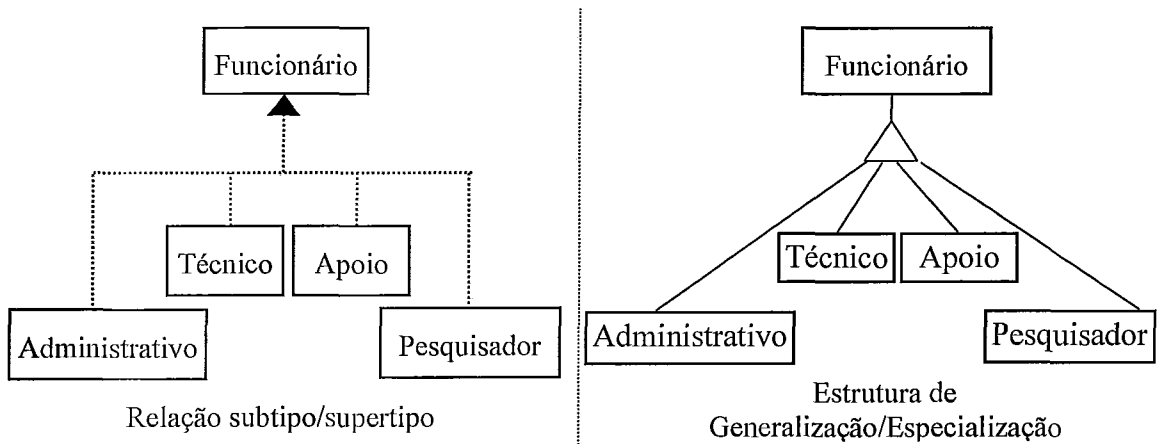 Funcionário
Técnico
Apoio
Administrativo
Pesquisador
Relação subtipo/supertipo
Funcionário
Técnico
Apoio
Administrativo
Pesquisador
Estrutura de
Generalização/Especialização